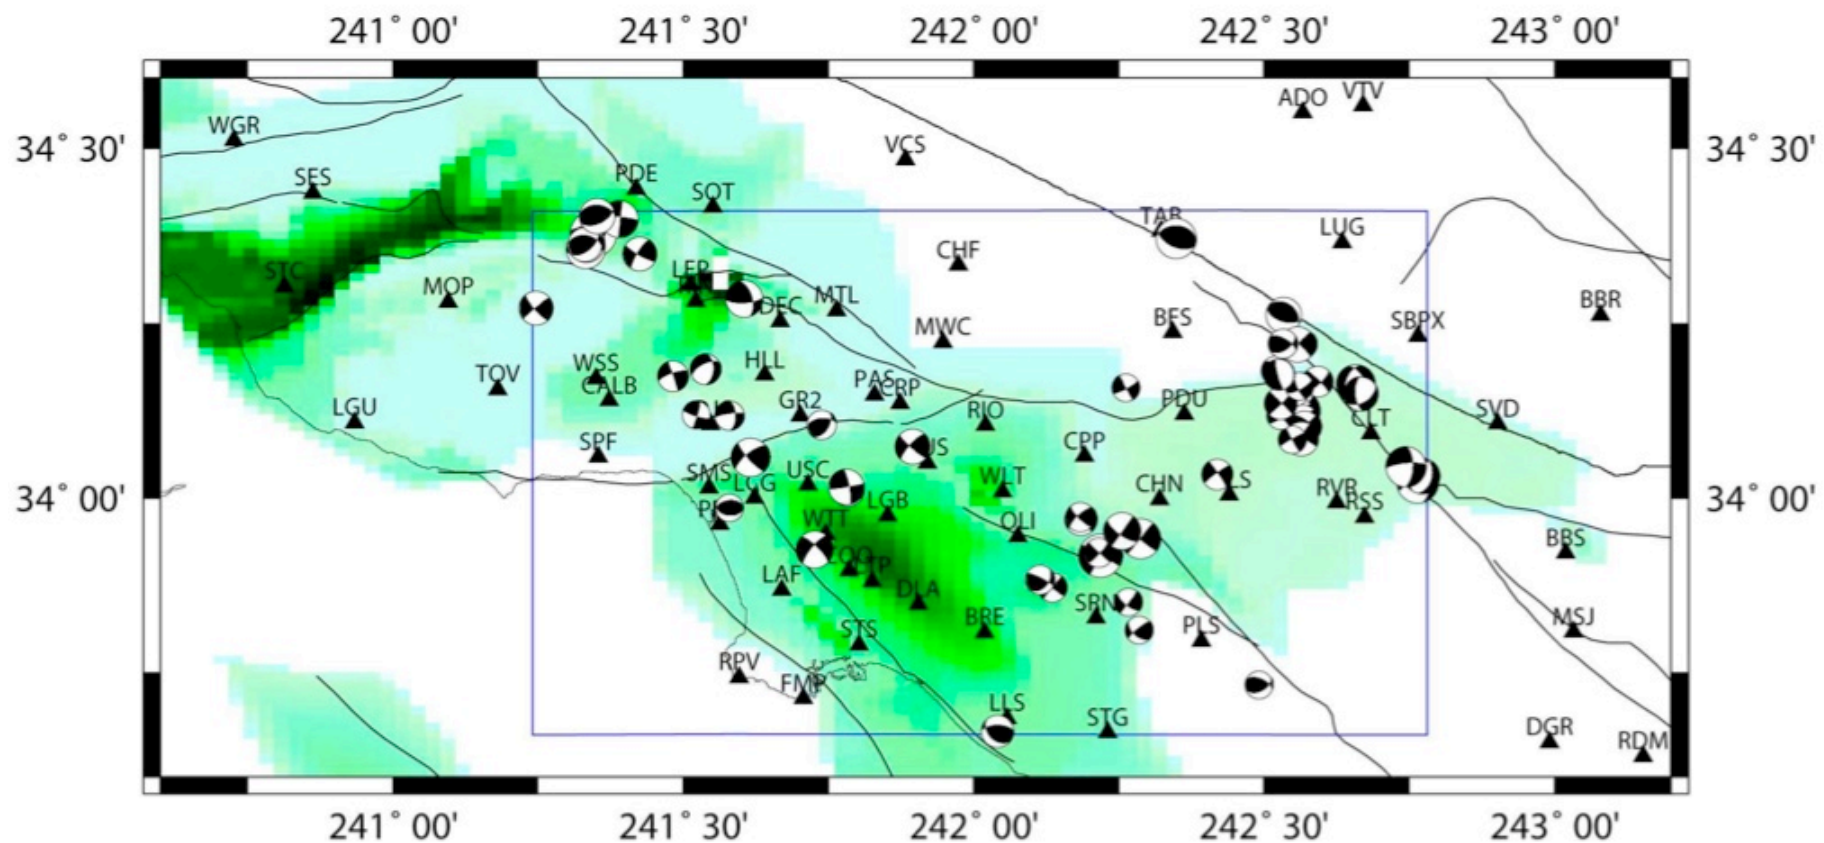 241° 00' 241° 30' 242° 00' 242° 30' 243° 00'
ADO VTV
WGR
34° 30' 34° 30'
VCS
SES PDE
SOT
TAB LUG
CHF
STC LFP
MOP MTL BBR
DEC
MWC BFS SBPX
WSS HLL
TOV CALB PAS
CRP
LGU GR2 RIO PDU SVD
CLT
SPF CPP
SMS USC WLT
LCG CHN LS
34° 00' 34° 00'
LGB RVR RSS
WTT OLI
BBS
LAF
DLA
BRE SRN MSJ
STS PLS
RPV
FMP
LLS STG
DGR RDM
241° 00' 241° 30' 242° 00' 242° 30' 243° 00'